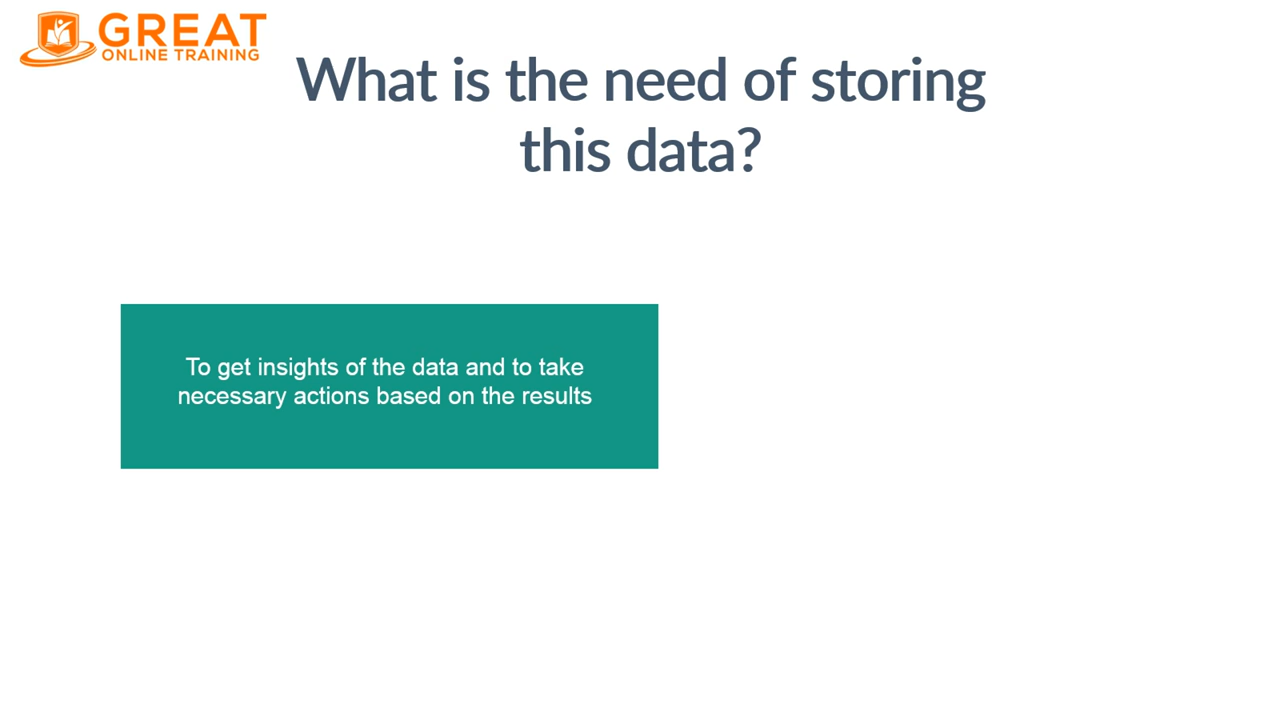 GREAT
ONLINE TRAINING
What is the need of storing
this data?
To get insights of the data and to take
necessary actions based on the results